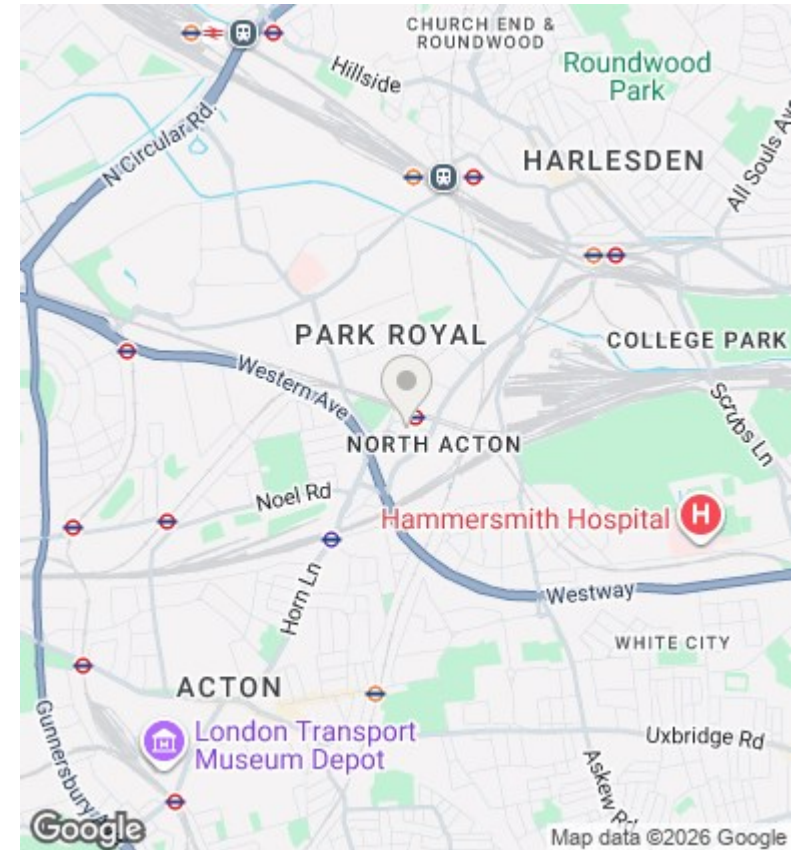 CHURCH END &
ROUNDWOOD
Roundwood
Park
Hillside
N Circular Rd.
HARLESDEN
All Souls Ave
PARK ROYAL
COLLEGE PARK
Western Ave
Scrubs Ln
NORTH ACTON
Noel Rd
H
Hammersmith Hospital
Horn Ln
Westway
WHITE CITY
ACTON
London Transport
Museum Depot
Uxbridge Rd
Gunnersbury Ave
Askew Rd
Google
Map data ©2026 Google